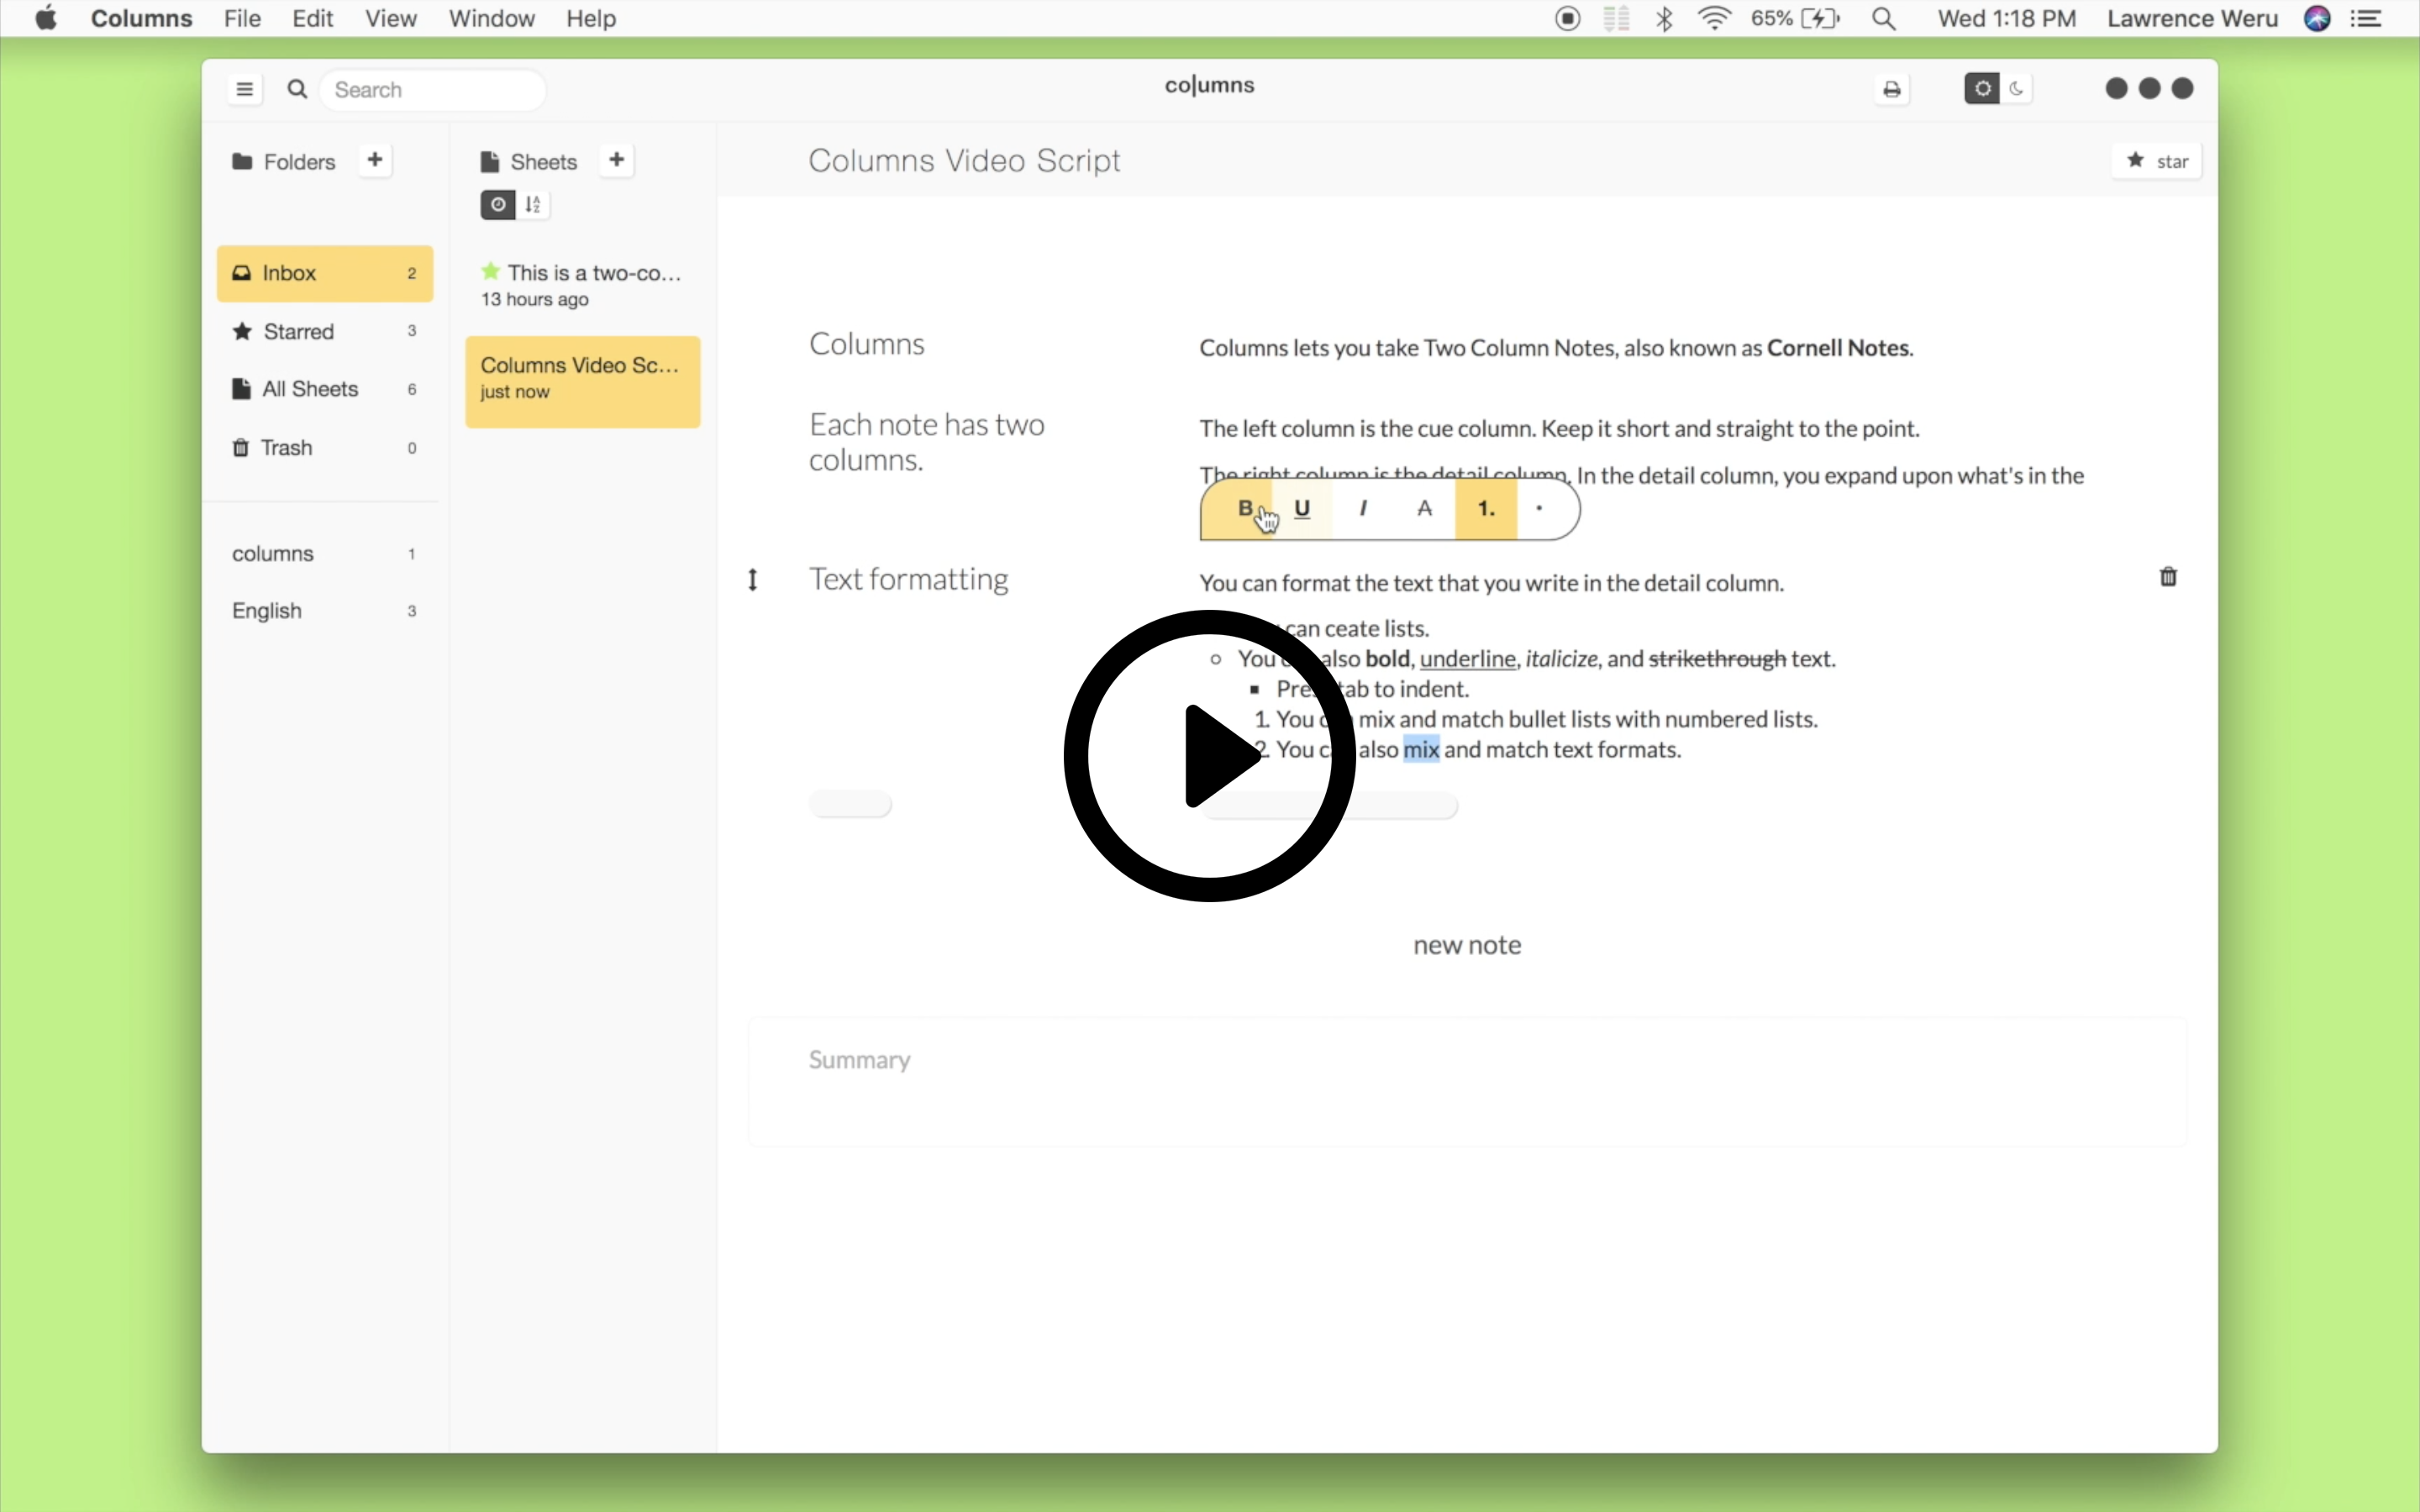 Columns File Edit View Window Help 65% Wed 1:18 PM Lawrence Weru
Search
columns
Folders +
Sheets +
Columns Video Script
star
Inbox 2
Starred 3
All Sheets 6
Trash 0
columns 1
English 3
This is a two-co...
13 hours ago
Columns Video Sc...
just now
Columns
Columns lets you take Two Column Notes, also known as Cornell Notes.
Each note has two
columns.
The left column is the cue column. Keep it short and straight to the point.
The right column is the detail column. In the detail column, you expand upon what's in the
B U I A 1. •
Text formatting
You can format the text that you write in the detail column.
can ceate lists.
You also bold, underline, italicize, and strikethrough text.
tab to indent.
1. You mix and match bullet lists with numbered lists.
2. You also mix and match text formats.
new note
Summary